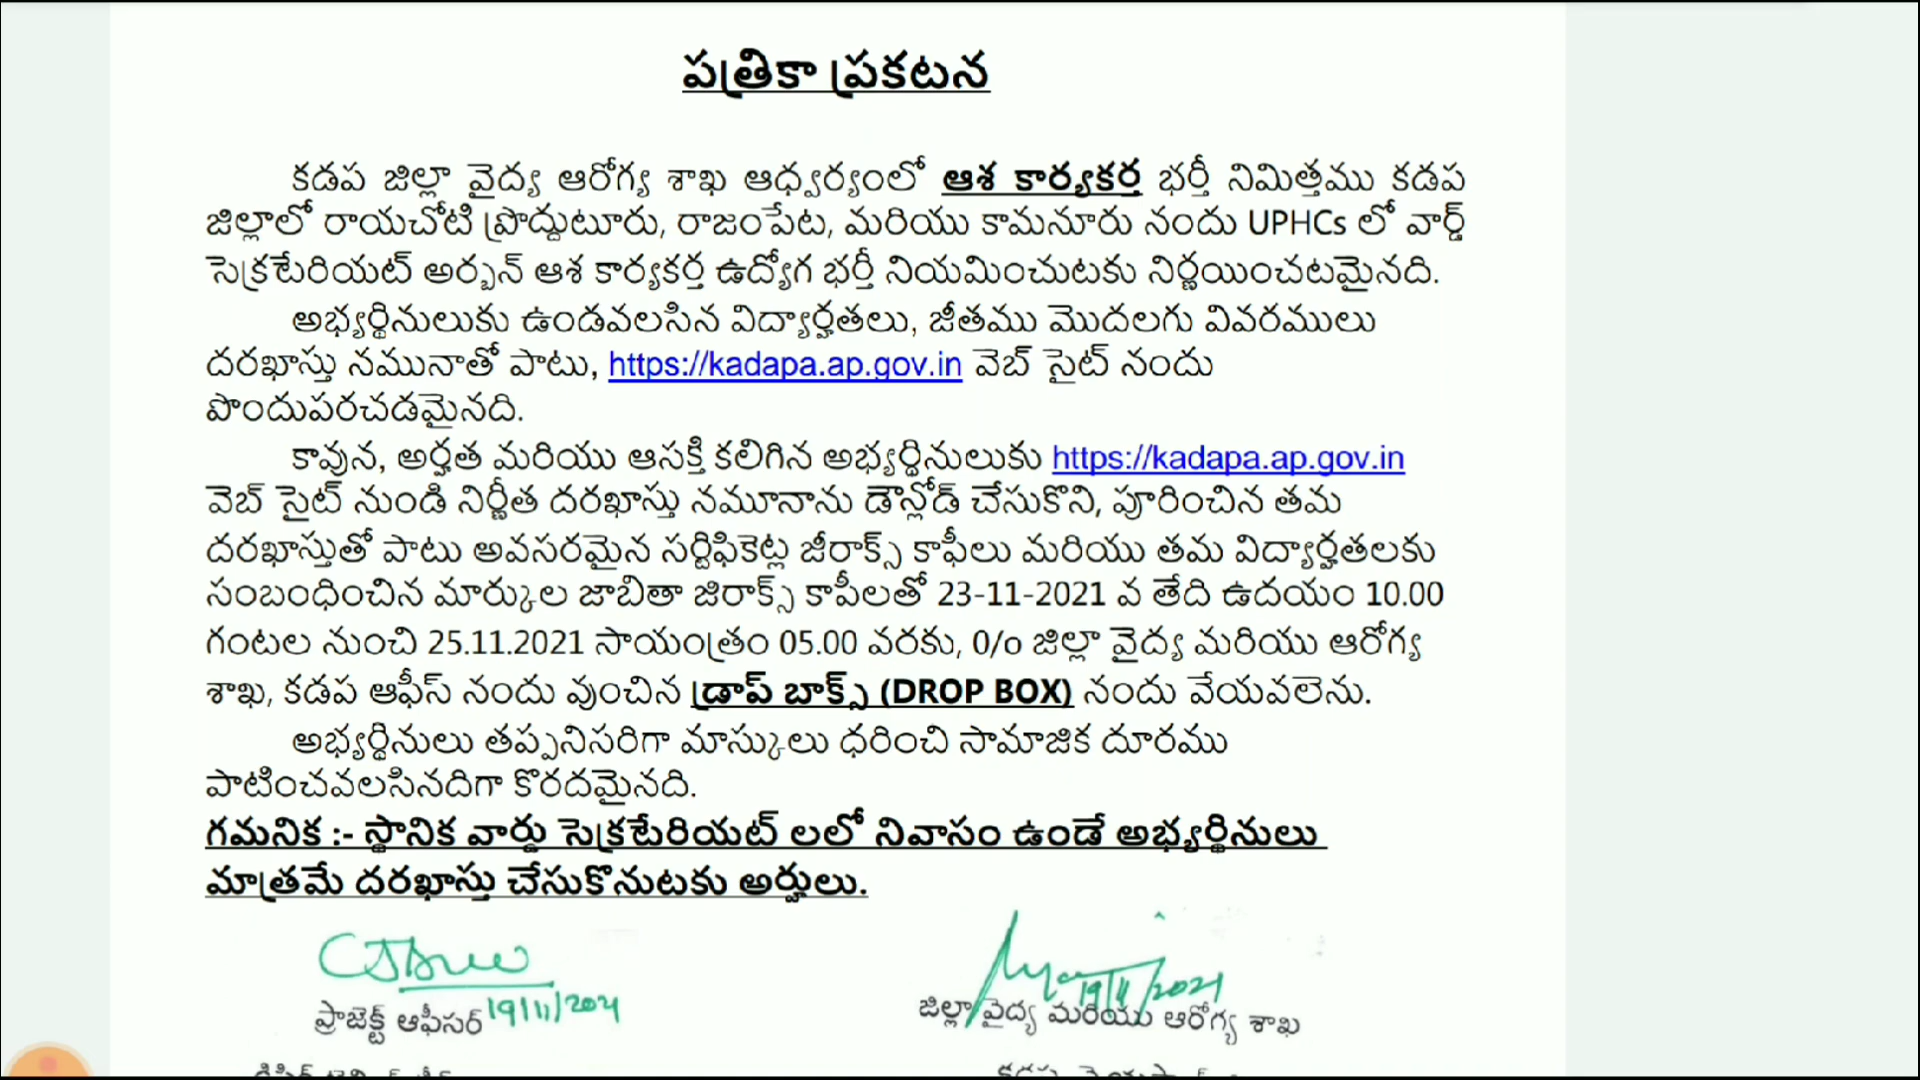 పత్రికా ప్రకటన
కడప జిల్లా వైద్య ఆరోగ్య శాఖ ఆధ్వర్యంలో ఆశ కార్యకర్త భర్తీ నిమిత్తము కడప
జిల్లాలో రాయచోటి ప్రొద్దుటూరు, రాజంపేట, మరియు కామనూరు నందు UPHCs లో వార్డ్
సెక్రటేరియట్ అర్బన్ ఆశ కార్యకర్త ఉద్యోగ భర్తీ నియమించుటకు నిర్ణయించటమైనది.
అభ్యర్థినులుకు ఉండవలసిన విద్యార్హతలు, జీతము మొదలగు వివరములు
దరఖాస్తు నమునాతో పాటు, https://kadapa.ap.gov.in వెబ్ సైట్ నందు
పొందుపరచడమైనది.
కావున, అర్హత మరియు ఆసక్తి కలిగిన అభ్యర్థినులుకు https://kadapa.ap.gov.in
వెబ్ సైట్ నుండి నిర్ణీత దరఖాస్తు నమూనాను డౌన్లోడ్ చేసుకొని, పూరించిన తమ
దరఖాస్తుతో పాటు అవసరమైన సర్టిఫికెట్ల జీరాక్స్ కాఫీలు మరియు తమ విద్యార్హతలకు
సంబంధించిన మార్కుల జాబితా జిరాక్స్ కాపీలతో 23-11-2021 వ తేది ఉదయం 10.00
గంటల నుంచి 25.11.2021 సాయంత్రం 05.00 వరకు, 0/o జిల్లా వైద్య మరియు ఆరోగ్య
శాఖ, కడప ఆఫీస్ నందు వుంచిన డ్రాప్ బాక్స్ (DROP BOX) నందు వేయవలెను.
అభ్యర్థినులు తప్పనిసరిగా మాస్కులు ధరించి సామాజిక దూరము
పాటించవలసినదిగా కొరదమైనది.
గమనిక :- స్థానిక వార్డు సెక్రటేరియట్ లలో నివాసం ఉండే అభ్యర్థినులు
మాత్రమే దరఖాస్తు చేసుకొనుటకు అర్హులు.
19/11/2021
19/11/2021
ప్రాజెక్ట్ ఆఫీసర్
జిల్లా వైద్య మరియు ఆరోగ్య శాఖ